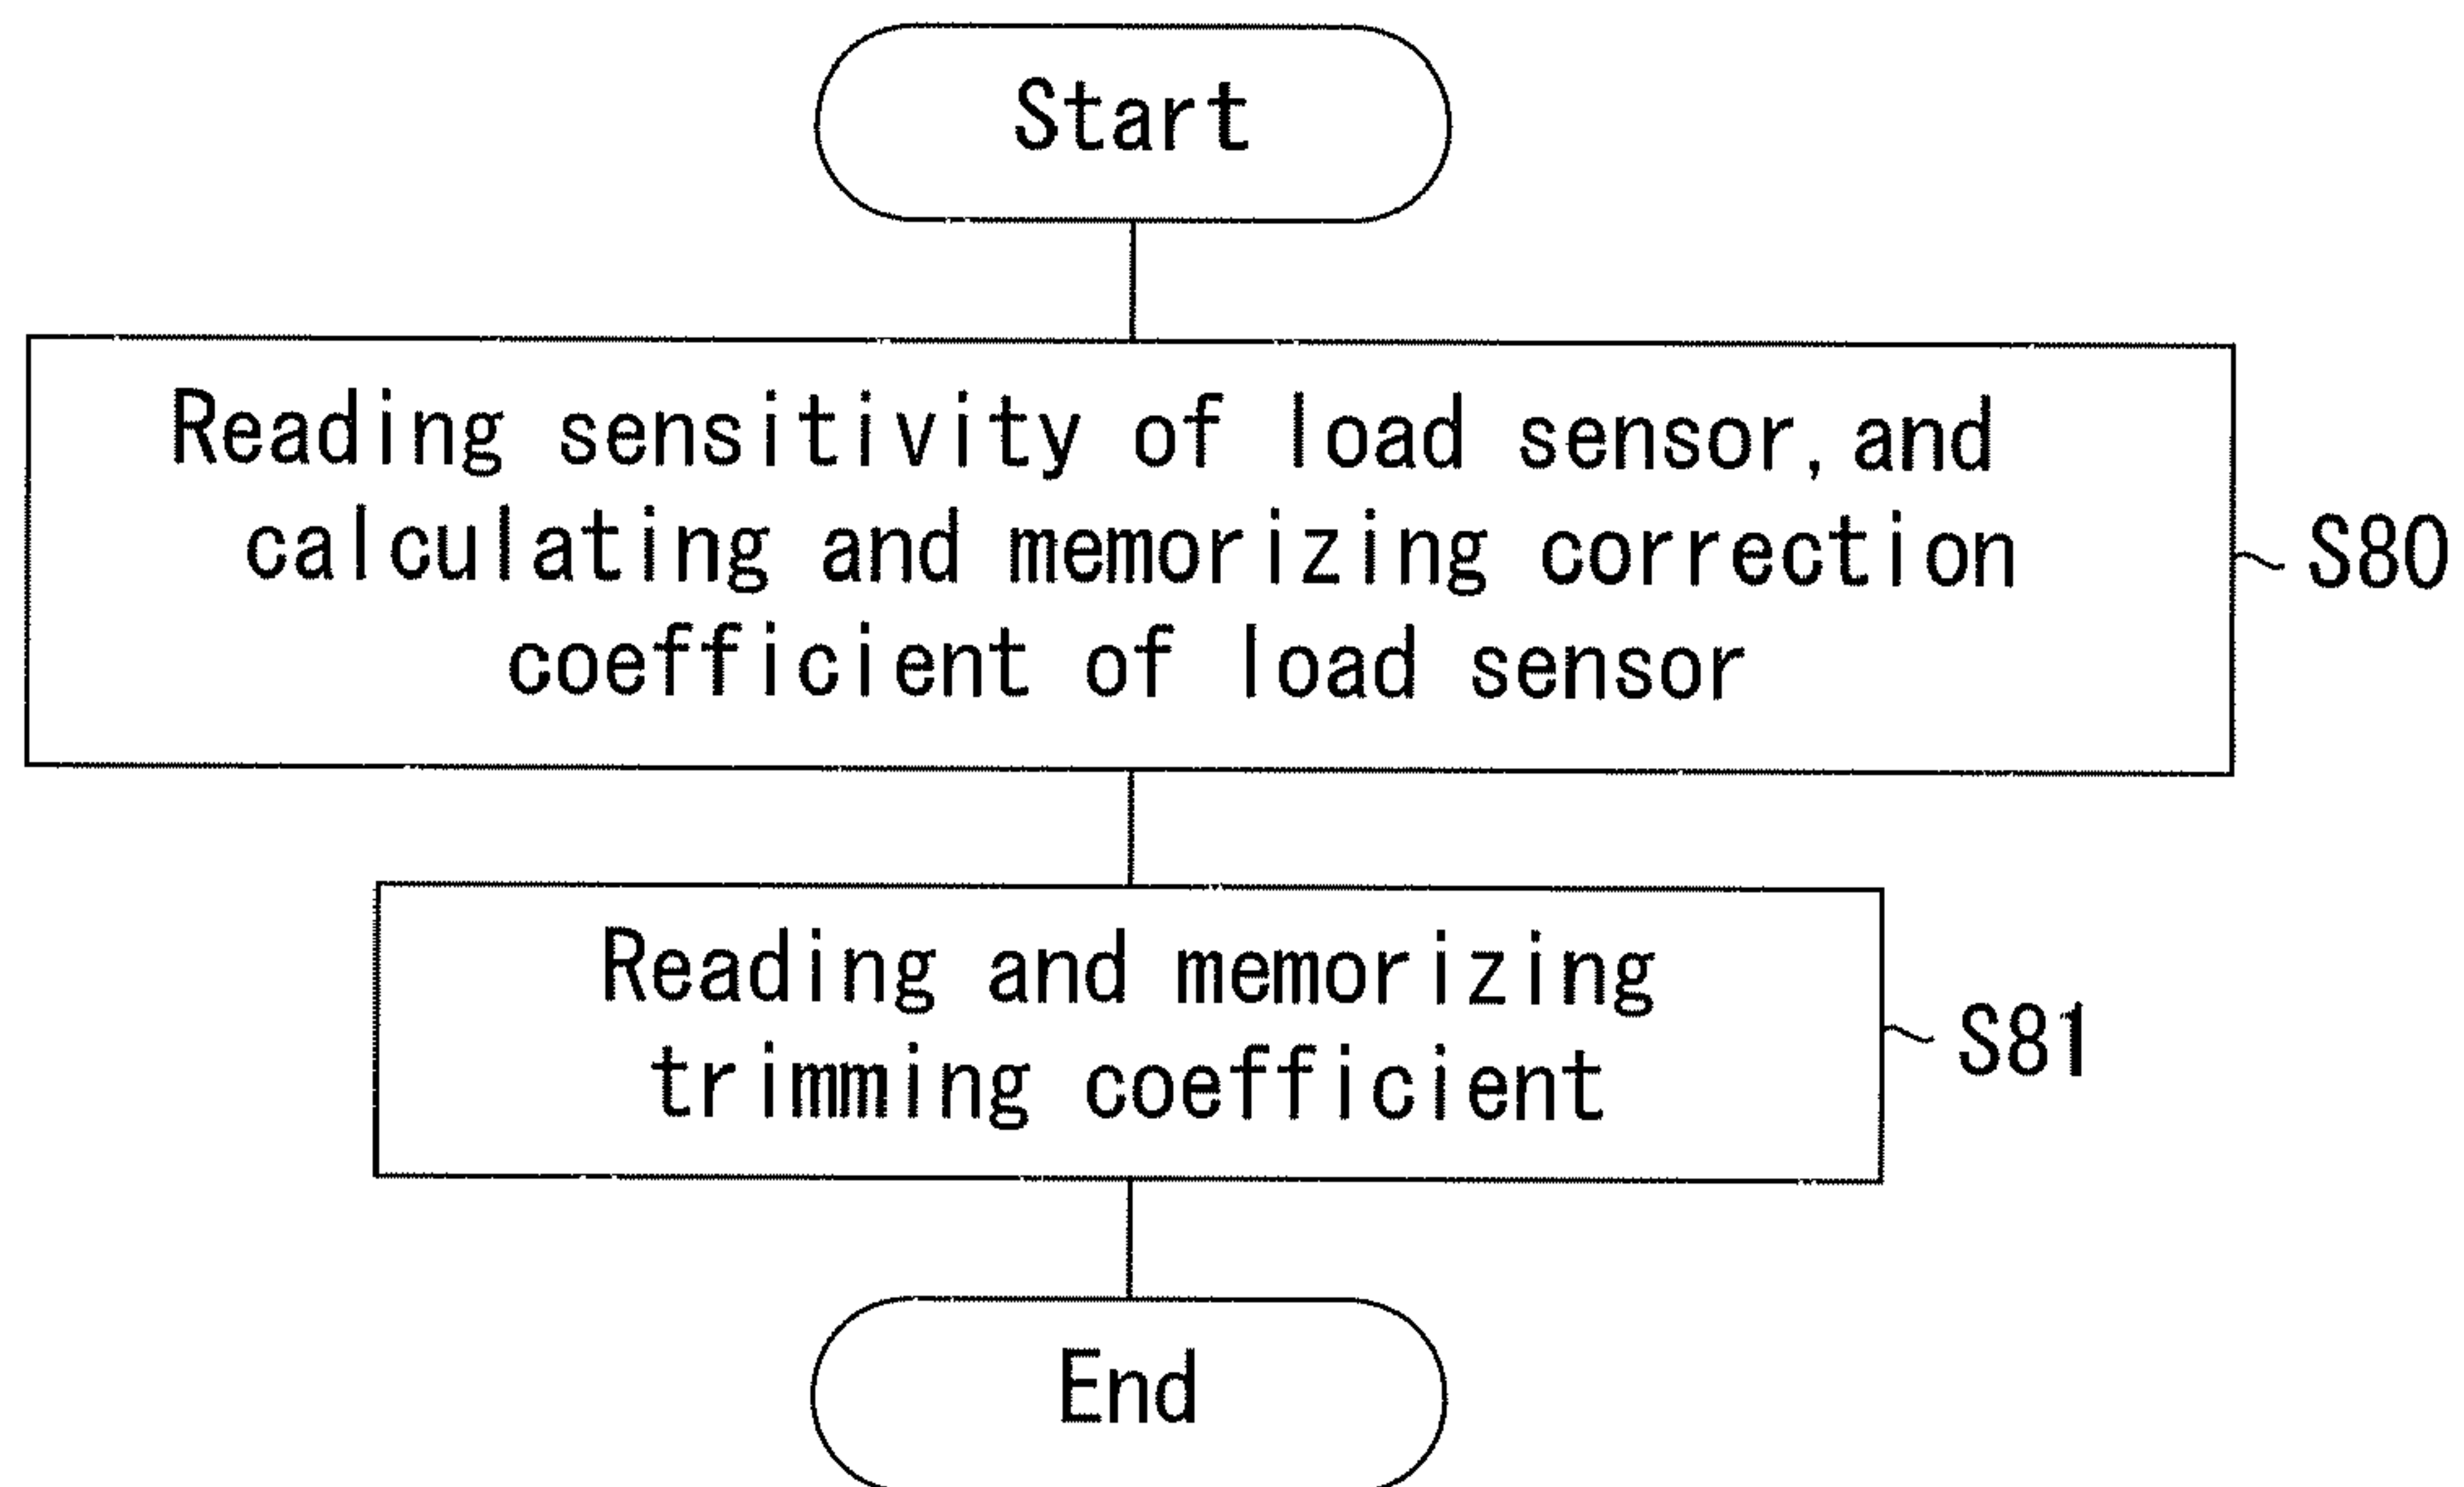 Start
Reading sensitivity of load sensor, and
calculating and memorizing correction
coefficient of load sensor
S80
Reading and memorizing
trimming coefficient
S81
End